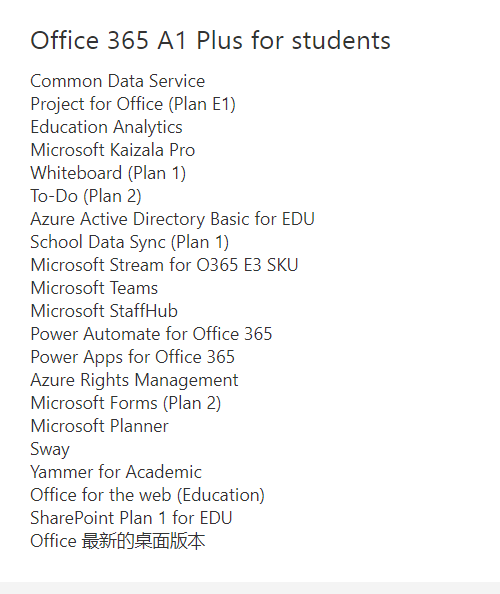 Office 365 A1 Plus for students
Common Data Service
Project for Office (Plan E1)
Education Analytics
Microsoft Kaizala Pro
Whiteboard (Plan 1)
To-Do (Plan 2)
Azure Active Directory Basic for EDU
School Data Sync (Plan 1)
Microsoft Stream for O365 E3 SKU
Microsoft Teams
Microsoft StaffHub
Power Automate for Office 365
Power Apps for Office 365
Azure Rights Management
Microsoft Forms (Plan 2)
Microsoft Planner
Sway
Yammer for Academic
Office for the web (Education)
SharePoint Plan 1 for EDU
Office 最新的桌面版本